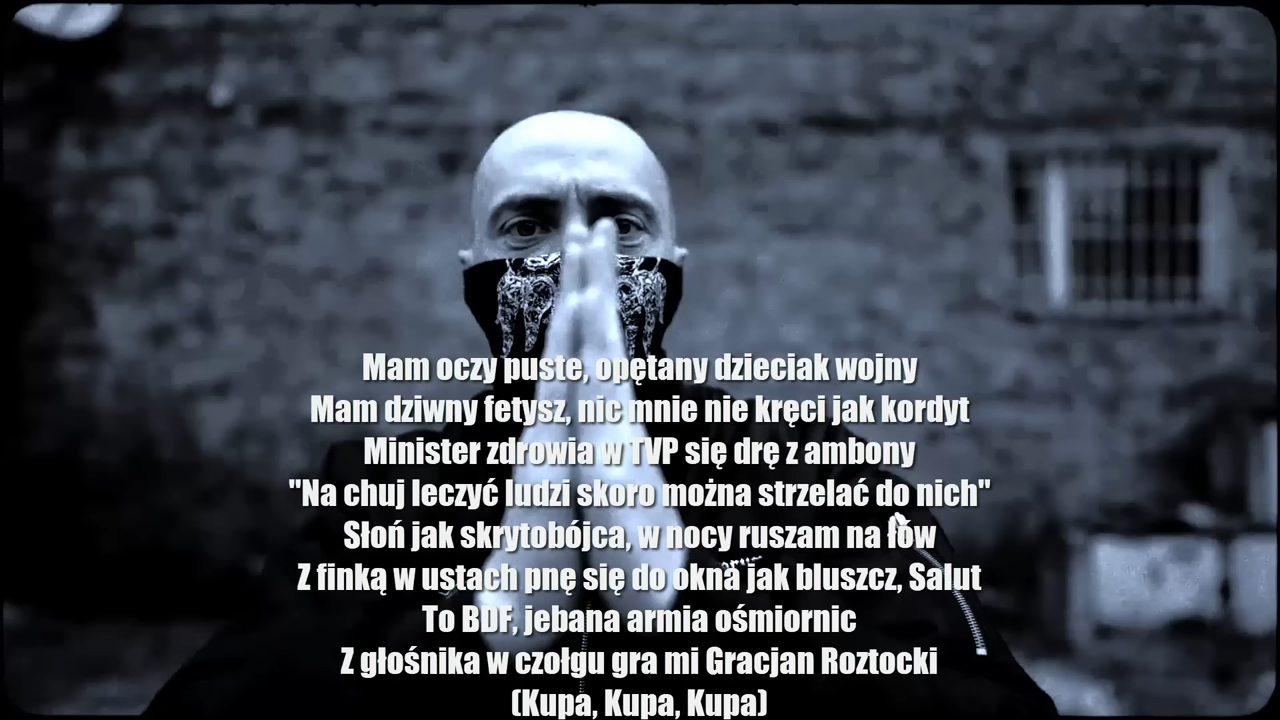 Mam oczy puste, opętany dzieciak wojny
Mam dziwny fetysz, nic mnie nie kręci jak kordyt
Minister zdrowia w TVP się drę z ambony
"Na chuj leczyć ludzi skoro można strzelać do nich"
Słoń jak skrytobójca, w nocy ruszam na łów
Z finką w ustach pnę się do okna jak bluszcz, Salut
To BDF, jebana armia ośmiornic
Z głośnika w czołgu gra mi Gracjan Roztocki
(Kupa, Kupa, Kupa)